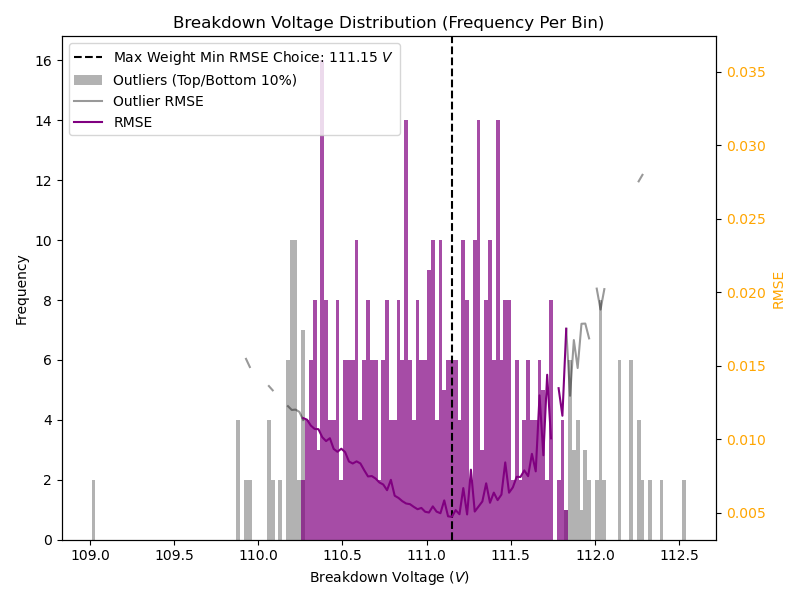 Breakdown Voltage Distribution (Frequency Per Bin)
Max Weight Min RMSE Choice: 111.15 V
Outliers (Top/Bottom 10%)
Outlier RMSE
RMSE
Frequency
16
14
12
10
8
6
4
2
0
0.035
0.030
0.025
0.020
0.015
0.010
0.005
RMSE
109.0 109.5 110.0 110.5 111.0 111.5 112.0 112.5
Breakdown Voltage (V)